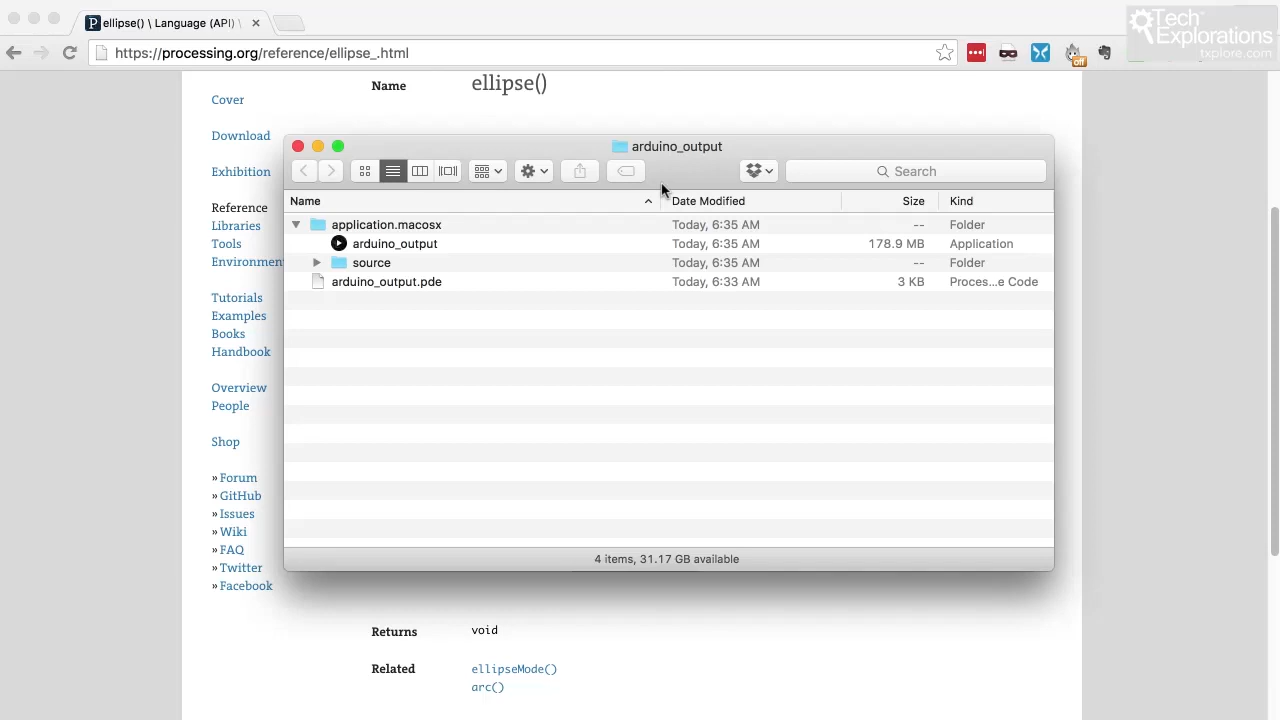 ellipse() \ Language (API) \
Tech Explorations
txplore.com
https://processing.org/reference/ellipse_.html
off
Name
ellipse()
Cover
Download
Exhibition
Reference
Libraries
Tools
Environmen
Tutorials
Examples
Books
Handbook
Overview
People
Shop
» Forum
» GitHub
» Issues
» Wiki
» FAQ
» Twitter
» Facebook
arduino_output
Search
Name Date Modified Size Kind
application.macosx Today, 6:35 AM -- Folder
arduino_output Today, 6:35 AM 178.9 MB Application
source Today, 6:35 AM -- Folder
arduino_output.pde Today, 6:33 AM 3 KB Proces...e Code
4 items, 31.17 GB available
Returns void
Related ellipseMode()
arc()